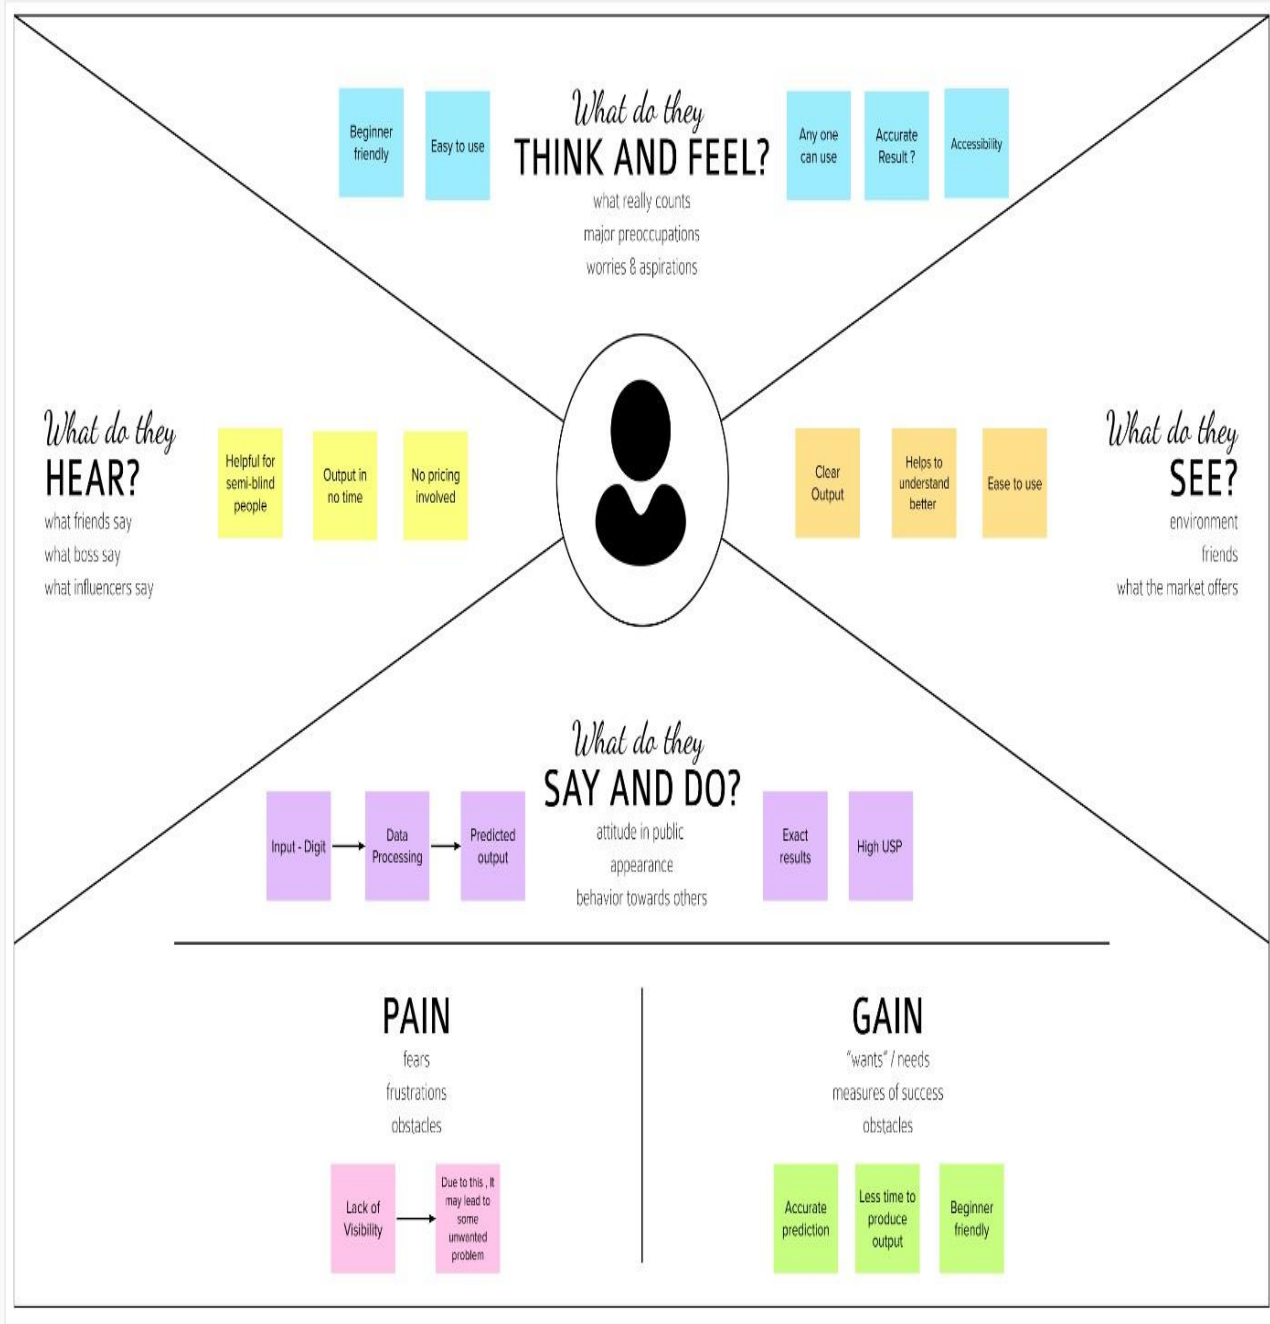 What do they
THINK AND FEEL?
what really counts
major preoccupations
worries & aspirations
Beginner
friendly
Easy to use
Any one
can use
Accurate
Result ?
Accessibility
What do they
HEAR?
what friends say
what boss say
what influencers say
Helpful for
semi-blind
people
Output in
no time
No pricing
involved
Clear
Output
Helps to
understand
better
Ease to use
What do they
SEE?
environment
friends
what the market offers
What do they
SAY AND DO?
attitude in public
appearance
behavior towards others
Input - Digit
Data
Processing
Predicted
output
Exact
results
High USP
PAIN
fears
frustrations
obstacles
Lack of
Visibility
Due to this , It
may lead to
some
unwanted
problem
GAIN
"wants" / needs
measures of success
obstacles
Accurate
prediction
Less time to
produce
output
Beginner
friendly